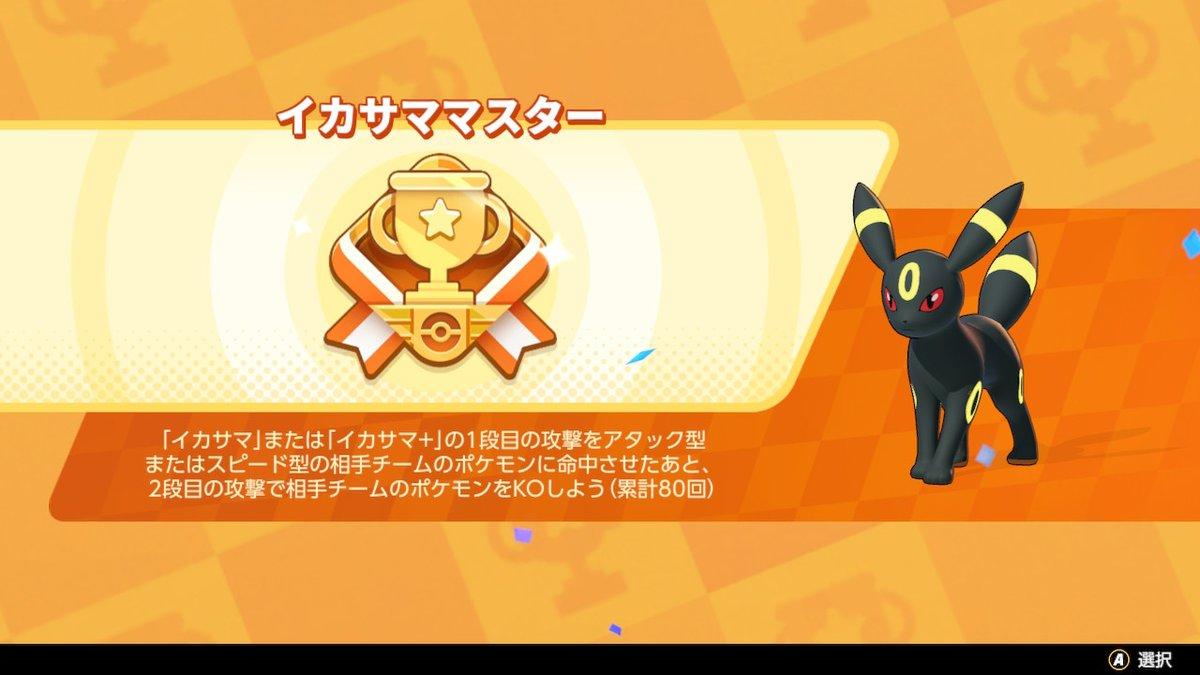 イカサママスター
「イカサマ」または「イカサマ+」の1段目の攻撃をアタック型
またはスピード型の相手チームのポケモンに命中させたあと、
2段目の攻撃で相手チームのポケモンをKOしよう(累計80回)
A 選択